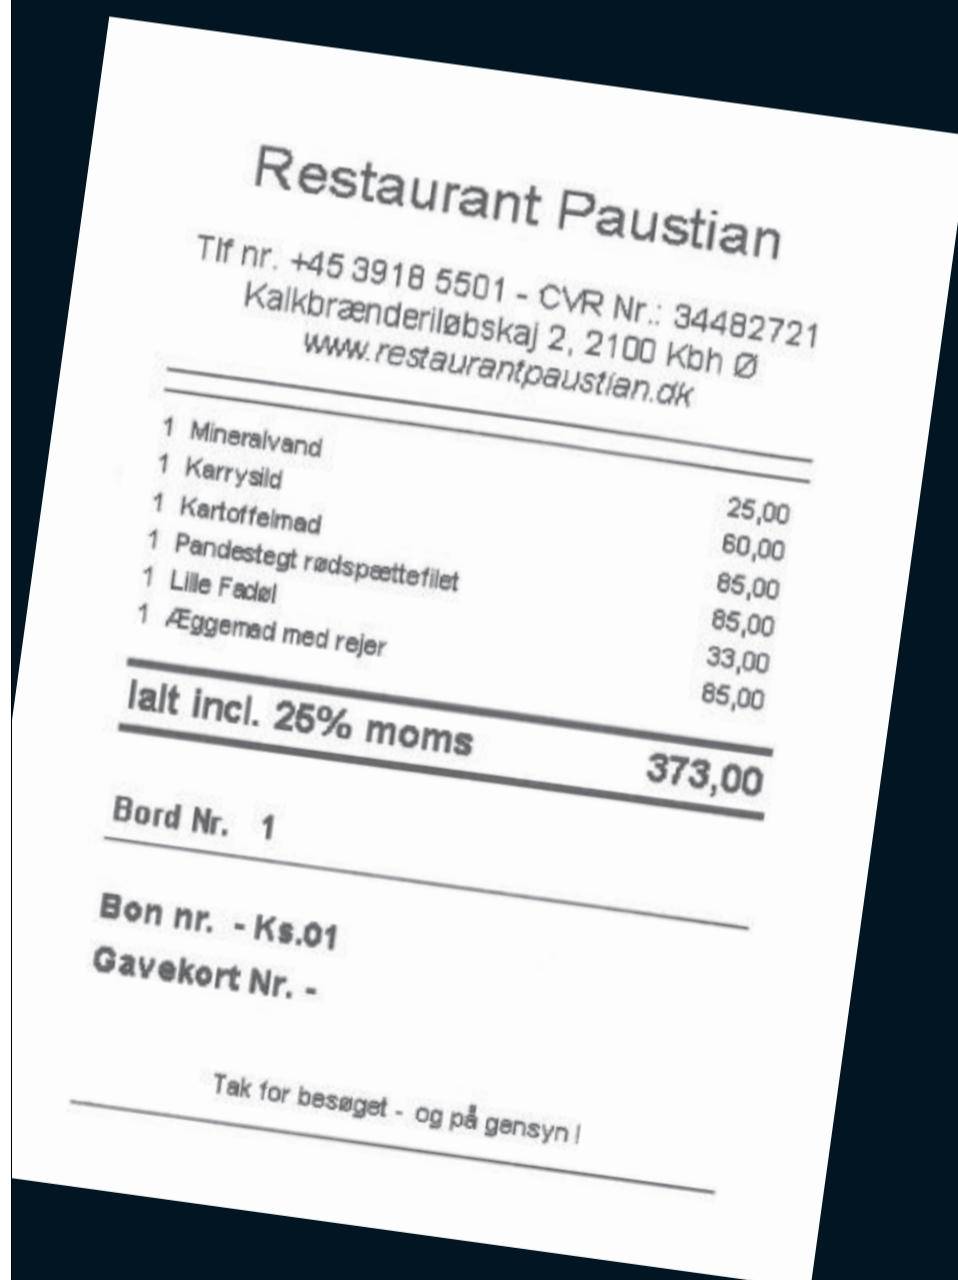 Restaurant Paustian
Tlf nr. +45 3918 5501 - CVR Nr.: 34482721
Kalkbrænderiløbskaj 2, 2100 Kbh Ø
www.restaurantpaustian.dk
1 Mineralvand 25,00
1 Karrysild 60,00
1 Kartoffelmad 85,00
1 Pandestegt rødspættefilet 85,00
1 Lille Fadøl 33,00
1 Æggemad med rejer 85,00
Ialt incl. 25% moms 373,00
Bord Nr. 1
Bon nr. - Ks.01
Gavekort Nr. -
Tak for besøget - og på gensyn !